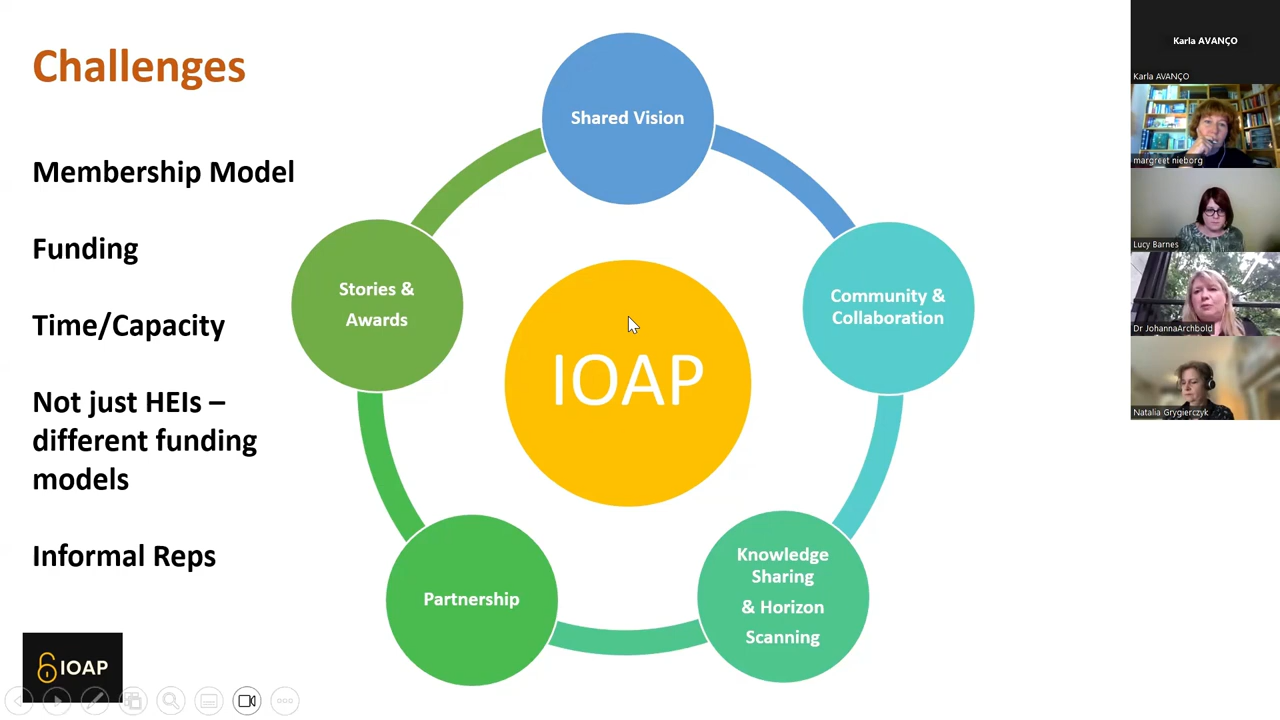 Challenges
Membership Model
Funding
Time/Capacity
Not just HEIs –
different funding
models
Informal Reps
IOAP
Shared Vision
Community &
Collaboration
Knowledge
Sharing
& Horizon
Scanning
Partnership
Stories &
Awards
IOAP
Karla AVANÇO
Karla AVANÇO
margreet nieborg
Lucy Barnes
Dr JohannaArchbold
Natalia Grygierczyk